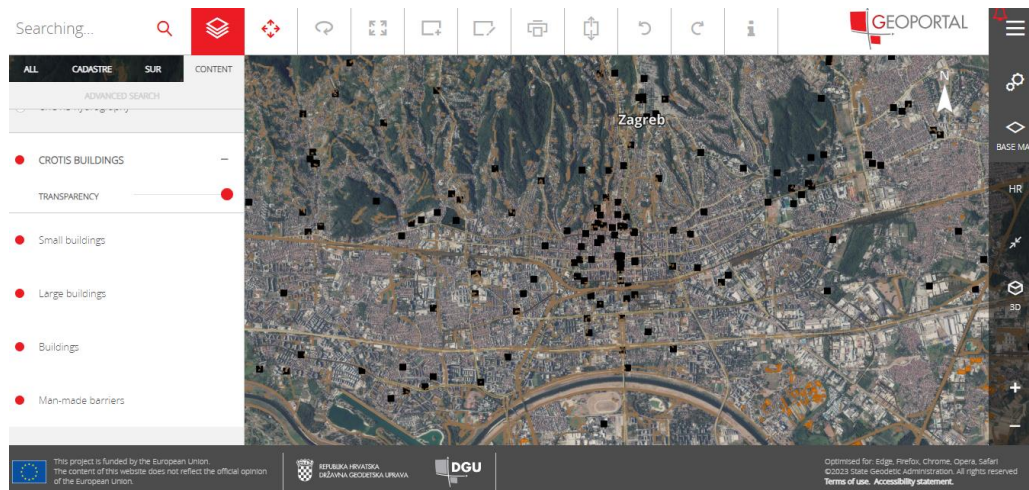 Searching...
GEOPORTAL
ALL CADASTRE SUR CONTENT
ADVANCED SEARCH
CROTIS BUILDINGS
TRANSPARENCY
Small buildings
Large buildings
Buildings
Man-made barriers
Zagreb
N
BASE MA
HR
3D
This project is funded by the European Union.
The content of this website does not reflect the official opinion
of the European Union.
REPUBLIKA HRVATSKA
DRŽAVNA GEODETSKA UPRAVA
DGU
Optimised for: Edge, Firefox, Chrome, Opera, Safari
©2023 State Geodetic Administration. All rights reserved
Terms of use. Accessibility statement.